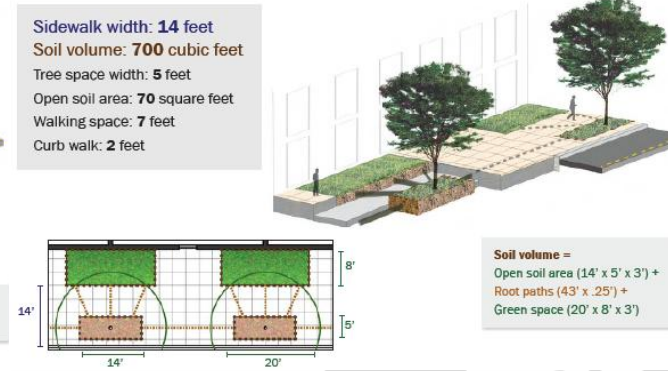 Sidewalk width: 14 feet
Soil volume: 700 cubic feet
Tree space width: 5 feet
Open soil area: 70 square feet
Walking space: 7 feet
Curb walk: 2 feet
8'
14'
5'
14'
20'
Soil volume =
Open soil area (14' x 5' x 3') +
Root paths (43' x .25') +
Green space (20' x 8' x 3')